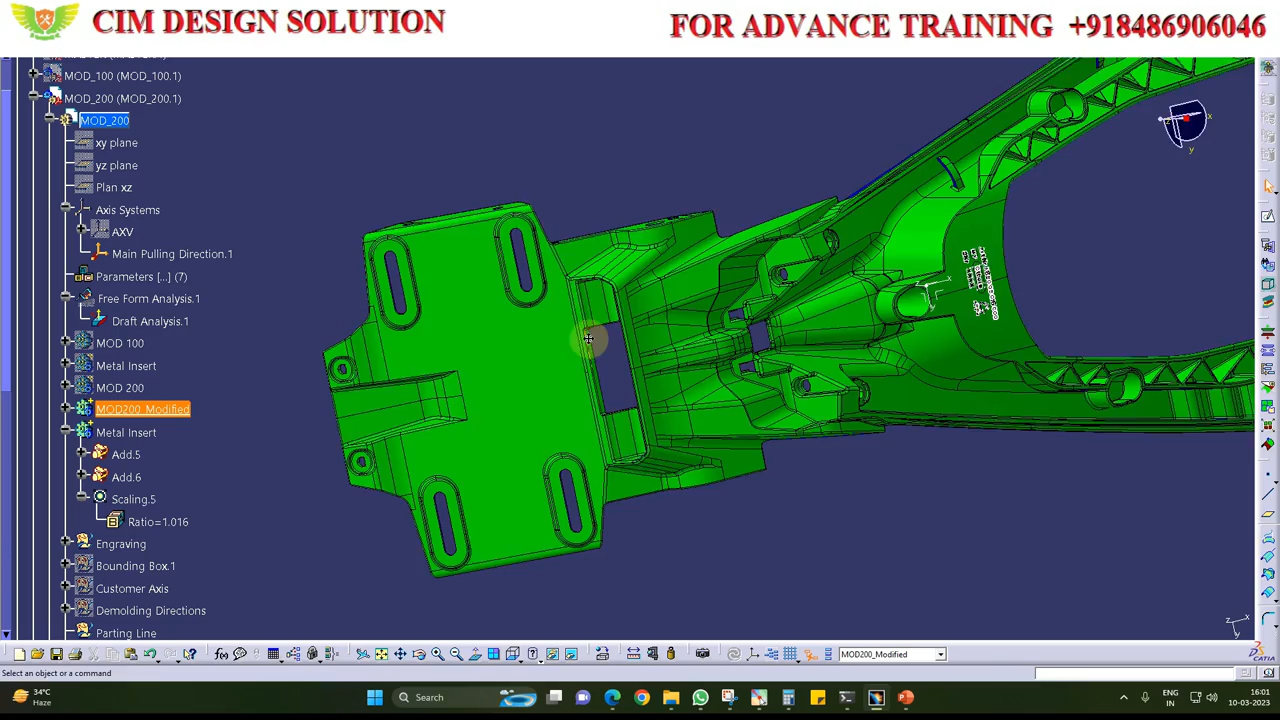 CIM DESIGN SOLUTION
FOR ADVANCE TRAINING +918486906046
MOD_100 (MOD_100.1)
MOD_200 (MOD_200.1)
MOD_200
xy plane
yz plane
Plan xz
Axis Systems
AXV
Main Pulling Direction.1
Parameters [...] (7)
Free Form Analysis.1
Draft Analysis.1
MOD 100
Metal Insert
MOD 200
MOD200_Modified
Metal Insert
Add.5
Add.6
Scaling.5
Ratio=1.016
Engraving
Bounding Box.1
Customer Axis
Demolding Directions
Parting Line
x
y
x
z
x
MOD200_Modified
CATIA
Select an object or a command
34°C
Haze
Search
ENG
IN
16:01
10-03-2023